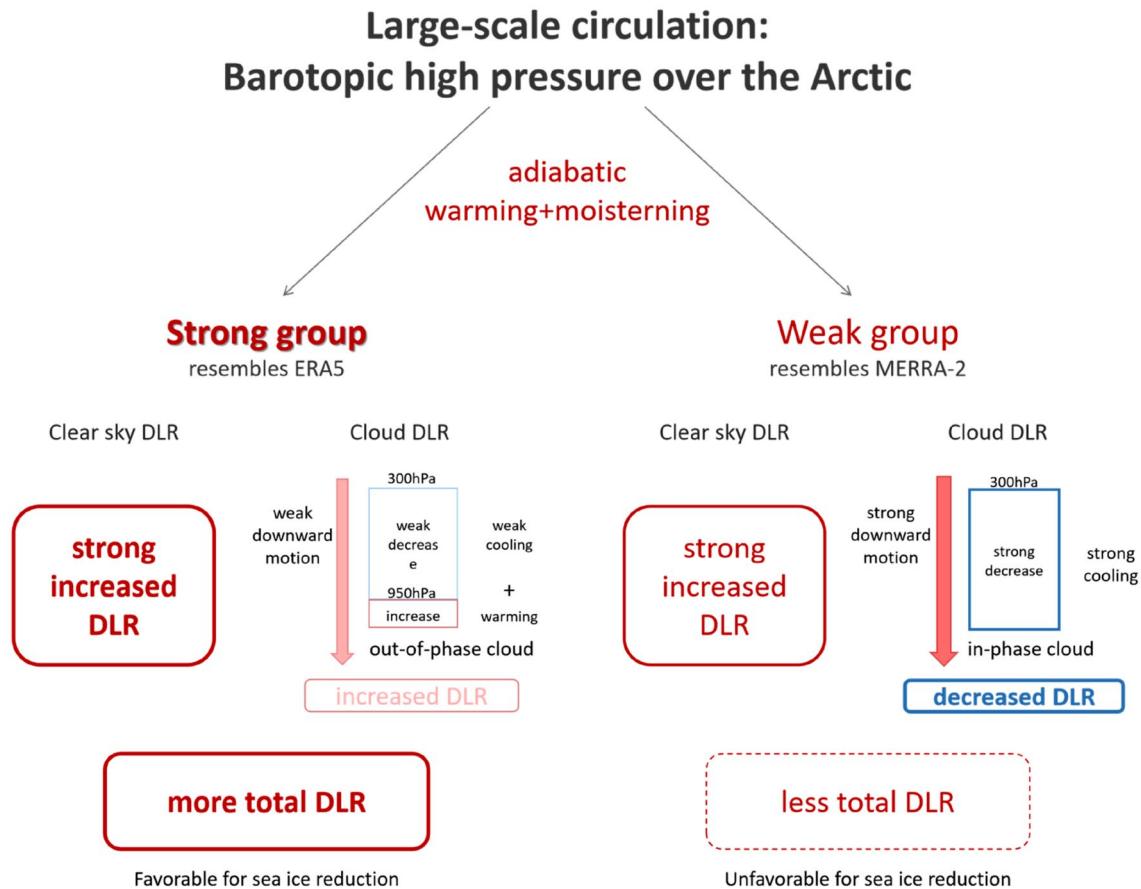 Large-scale circulation:
Barotopic high pressure over the Arctic
adiabatic
warming+moisterning
Strong group
resembles ERA5
Weak group
resembles MERRA-2
Clear sky DLR
Cloud DLR
Clear sky DLR
Cloud DLR
strong
increased
DLR
weak
downward
motion
300hPa
weak
decreas
e
950hPa
increase
weak
cooling
+
warming
out-of-phase cloud
increased DLR
strong
increased
DLR
strong
downward
motion
300hPa
strong
decrease
strong
cooling
in-phase cloud
decreased DLR
more total DLR
less total DLR
Favorable for sea ice reduction
Unfavorable for sea ice reduction